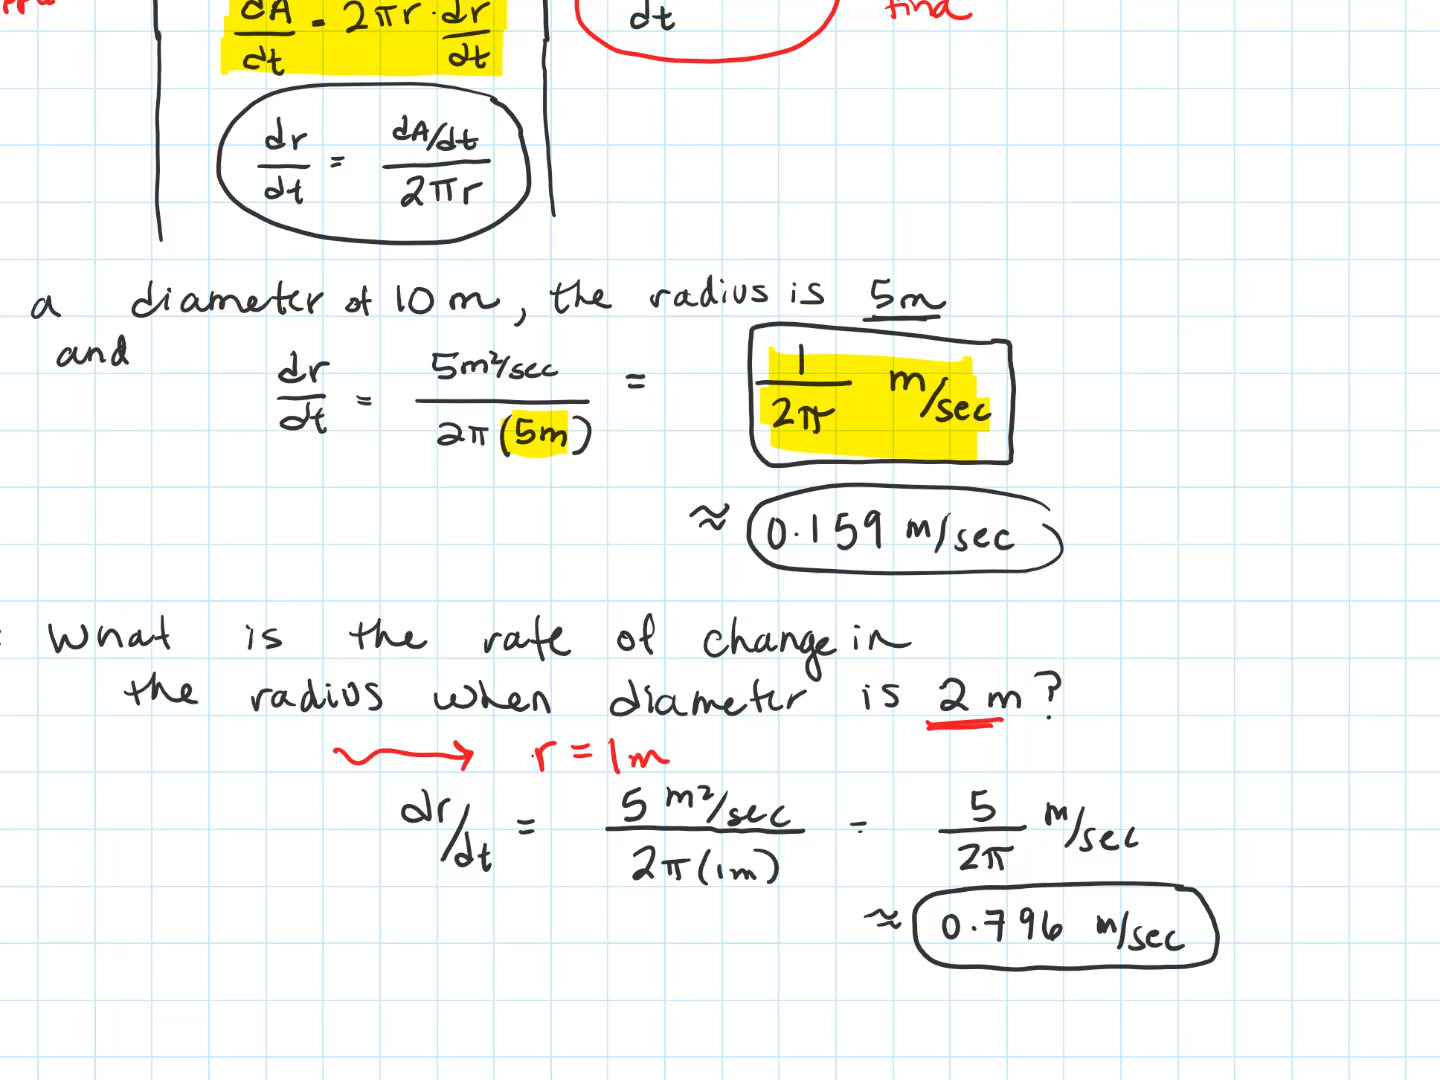 dA/dt = 2πr · dr/dt
dt
find
dr/dt = dA/dt / 2πr
a diameter of 10 m, the radius is 5m
and
dr/dt = 5m²/sec / 2π(5m) = 1/2π m/sec
≈ 0.159 m/sec
: What is the rate of change in
the radius when diameter is 2 m?
r = 1m
dr/dt = 5 m²/sec / 2π(1m) = 5/2π m/sec
≈ 0.796 m/sec